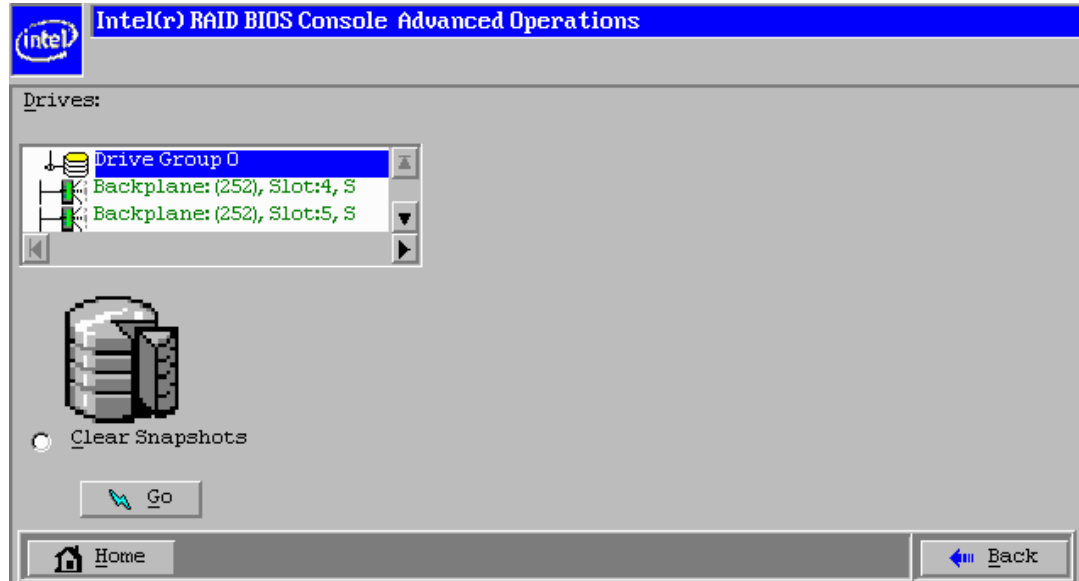 intel
Intel(r) RAID BIOS Console Advanced Operations
Drives:
Drive Group 0
Backplane: (252), Slot:4, S
Backplane: (252), Slot:5, S
Clear Snapshots
Go
Home
Back